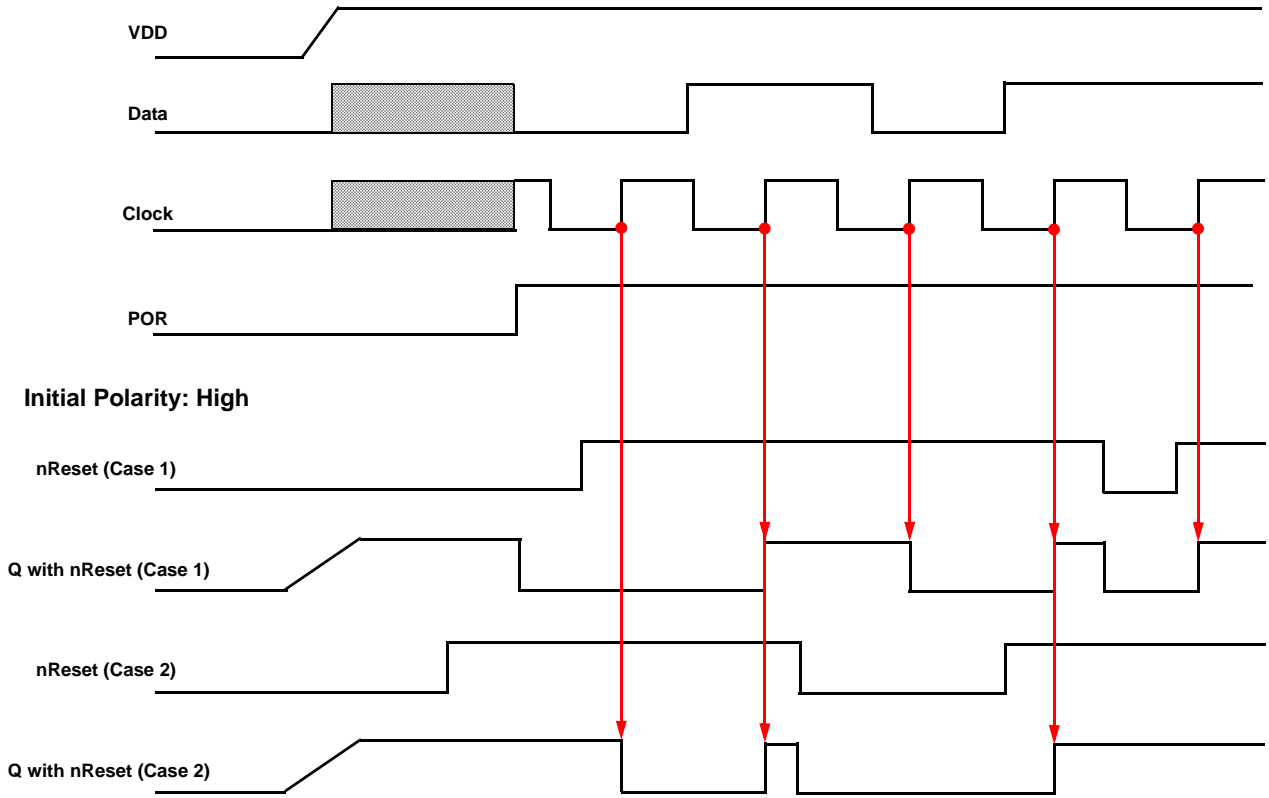 VDD
Data
Clock
POR
Initial Polarity: High
nReset (Case 1)
Q with nReset (Case 1)
nReset (Case 2)
Q with nReset (Case 2)